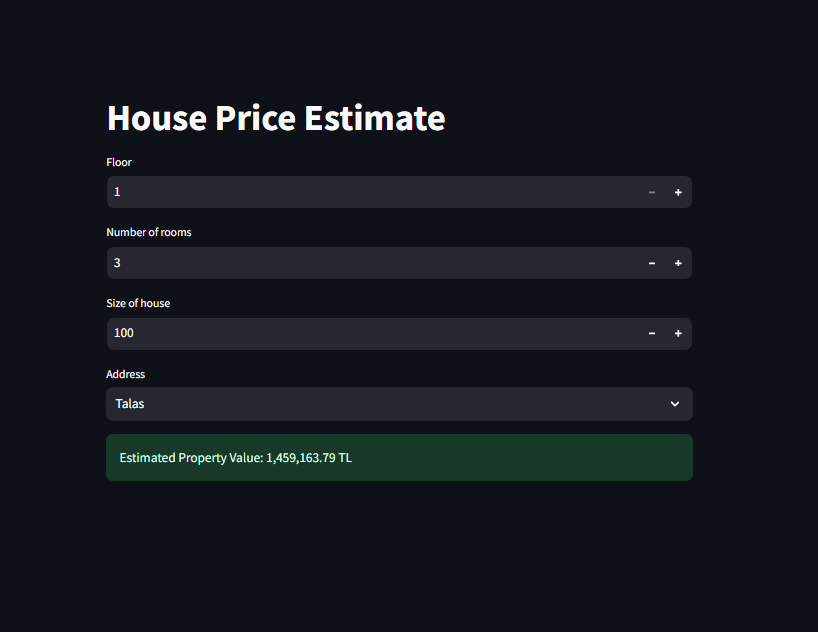 House Price Estimate
Floor
1
Number of rooms
3
Size of house
100
Address
Talas
Estimated Property Value: 1,459,163.79 TL